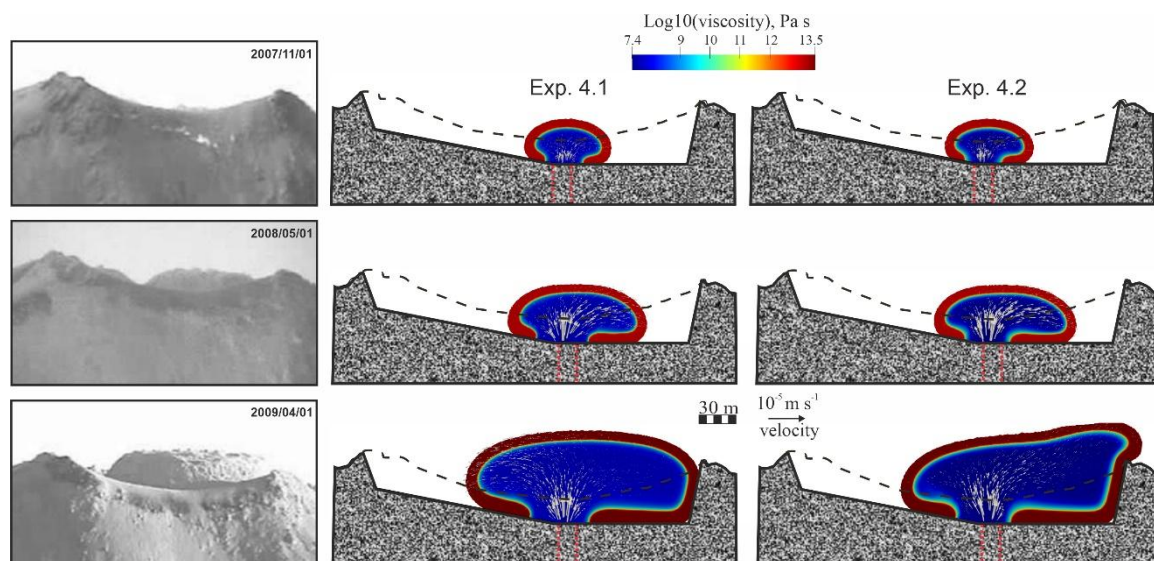 Log10(viscosity), Pa s
7.4 9 10 11 12 13.5
2007/11/01
Exp. 4.1
Exp. 4.2
2008/05/01
2009/04/01
30 m
10⁻⁵ m s⁻¹
velocity